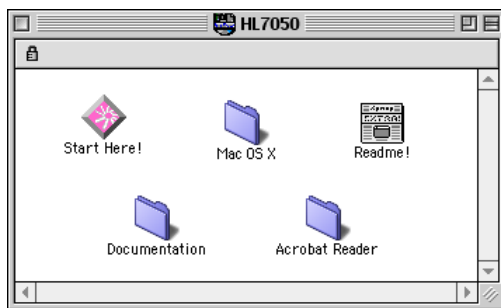 HL7050
Start Here!
Mac OS X
Readme!
Documentation
Acrobat Reader